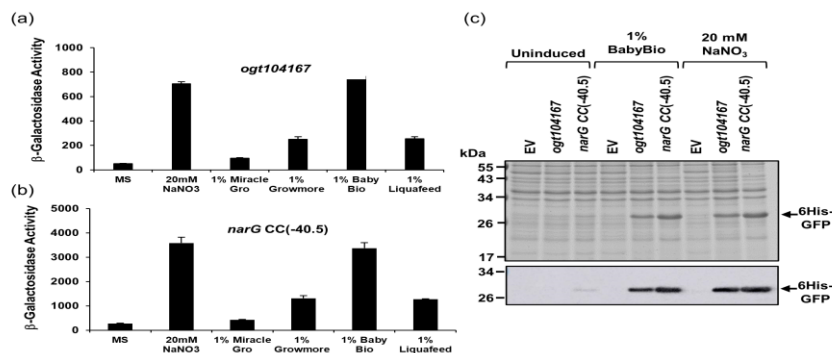 (a)
β-Galactosidase Activity
1000
800
600
400
200
0
ogt104167
MS
20mM NaNO3
1% Miracle Gro
1% Growmore
1% Baby Bio
1% Liquafeed
(b)
β-Galactosidase Activity
5000
4000
3000
2000
1000
0
narG CC(-40.5)
MS
20mM NaNO3
1% Miracle Gro
1% Growmore
1% Baby Bio
1% Liquafeed
(c)
Uninduced
1% BabyBio
20 mM NaNO₃
EV
ogt104167
narG CC(-40.5)
EV
ogt104167
narG CC(-40.5)
EV
ogt104167
narG CC(-40.5)
kDa
55
43
34
26
17
6His-GFP
34
26
6His-GFP